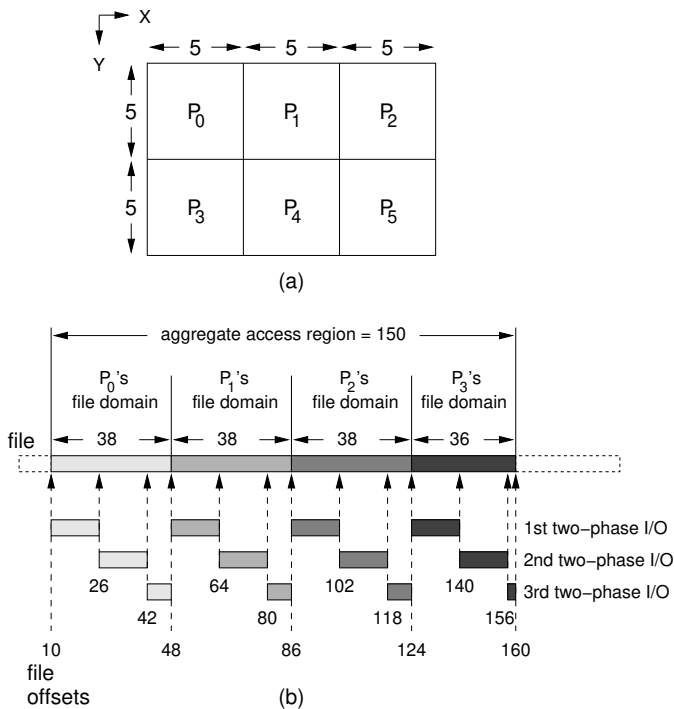 X
Y
5 5 5
5 P0 P1 P2
5 P3 P4 P5
(a)
aggregate access region = 150
P0's P1's P2's P3's
file domain file domain file domain file domain
file 38 38 38 36
1st two−phase I/O
2nd two−phase I/O
26 64 102 140 3rd two−phase I/O
42 80 118 156
10 48 86 124 160
file
offsets (b)